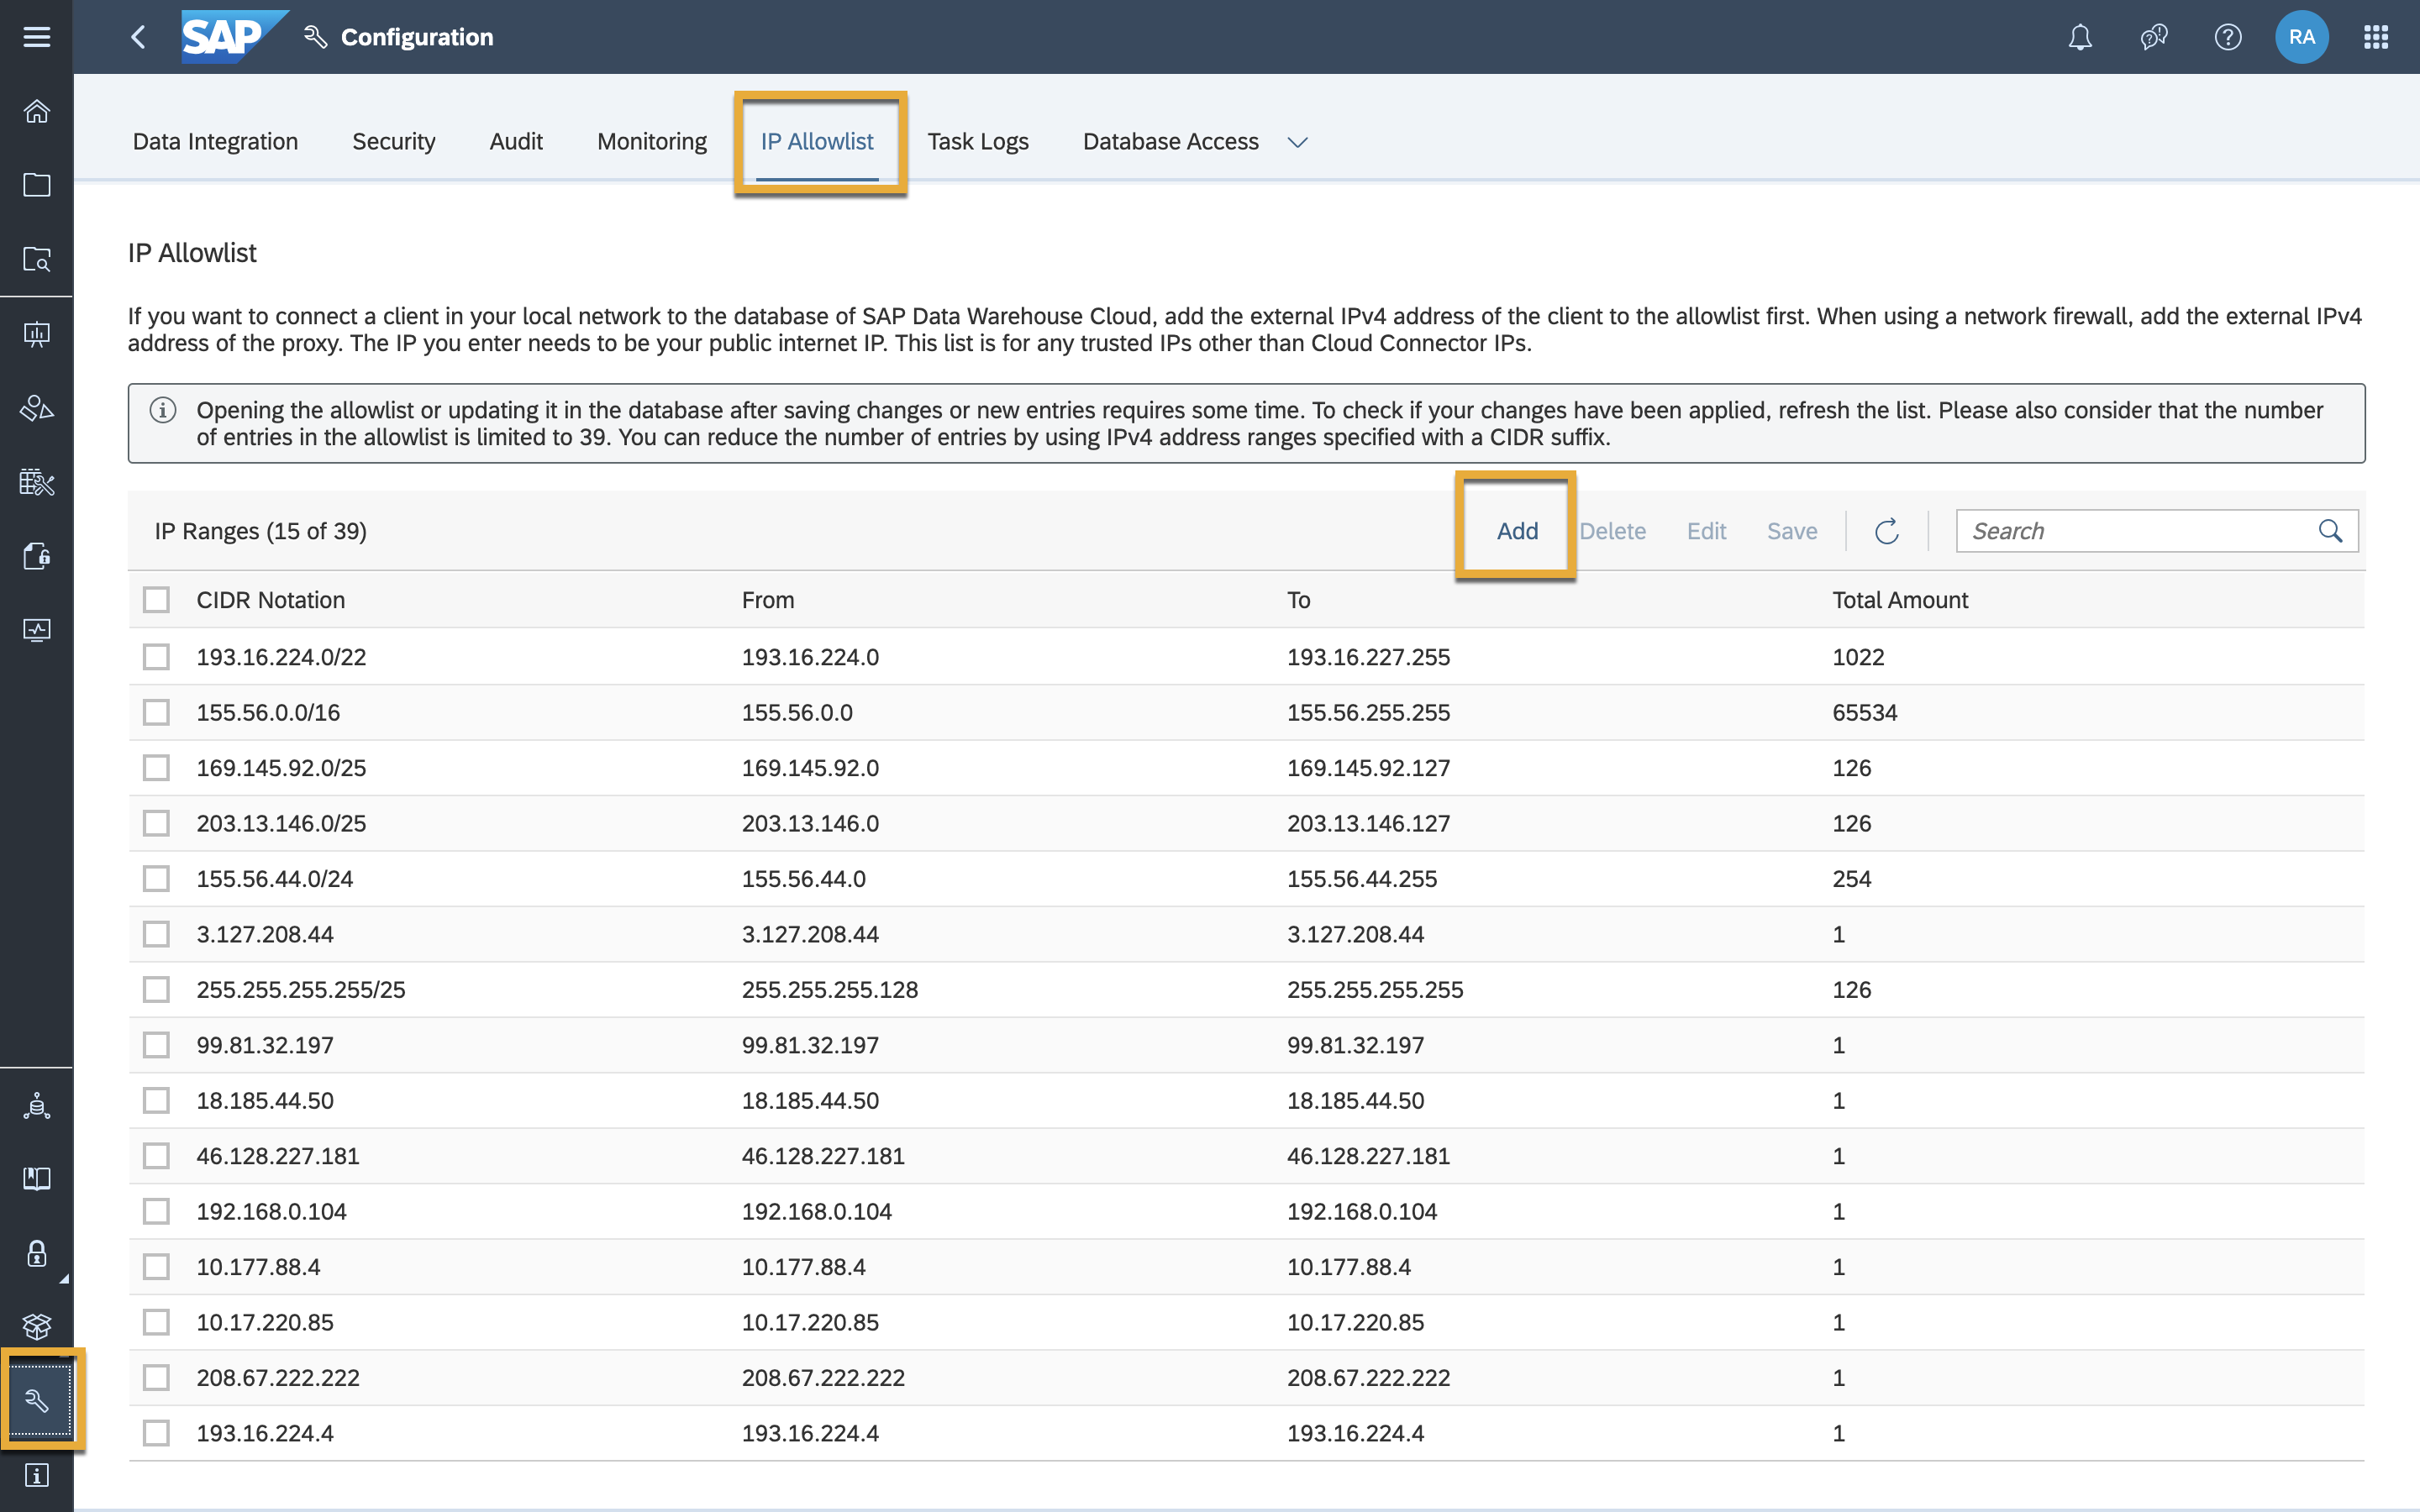 SAP Configuration RA
Data Integration Security Audit Monitoring IP Allowlist Task Logs Database Access
IP Allowlist
If you want to connect a client in your local network to the database of SAP Data Warehouse Cloud, add the external IPv4 address of the client to the allowlist first. When using a network firewall, add the external IPv4
address of the proxy. The IP you enter needs to be your public internet IP. This list is for any trusted IPs other than Cloud Connector IPs.
Opening the allowlist or updating it in the database after saving changes or new entries requires some time. To check if your changes have been applied, refresh the list. Please also consider that the number
of entries in the allowlist is limited to 39. You can reduce the number of entries by using IPv4 address ranges specified with a CIDR suffix.
IP Ranges (15 of 39) Add Delete Edit Save Search
CIDR Notation From To Total Amount
193.16.224.0/22 193.16.224.0 193.16.227.255 1022
155.56.0.0/16 155.56.0.0 155.56.255.255 65534
169.145.92.0/25 169.145.92.0 169.145.92.127 126
203.13.146.0/25 203.13.146.0 203.13.146.127 126
155.56.44.0/24 155.56.44.0 155.56.44.255 254
3.127.208.44 3.127.208.44 3.127.208.44 1
255.255.255.255/25 255.255.255.128 255.255.255.255 126
99.81.32.197 99.81.32.197 99.81.32.197 1
18.185.44.50 18.185.44.50 18.185.44.50 1
46.128.227.181 46.128.227.181 46.128.227.181 1
192.168.0.104 192.168.0.104 192.168.0.104 1
10.177.88.4 10.177.88.4 10.177.88.4 1
10.17.220.85 10.17.220.85 10.17.220.85 1
208.67.222.222 208.67.222.222 208.67.222.222 1
193.16.224.4 193.16.224.4 193.16.224.4 1